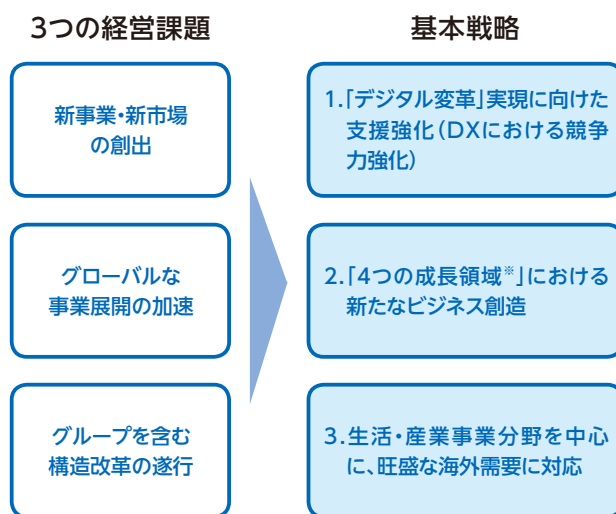 3つの経営課題
新事業・新市場
の創出
グローバルな
事業展開の加速
グループを含む
構造改革の遂行
基本戦略
1.「デジタル変革」実現に向けた
支援強化（DXにおける競争
力強化）
2.「4つの成長領域※」における
新たなビジネス創造
3.生活・産業事業分野を中心
に、旺盛な海外需要に対応